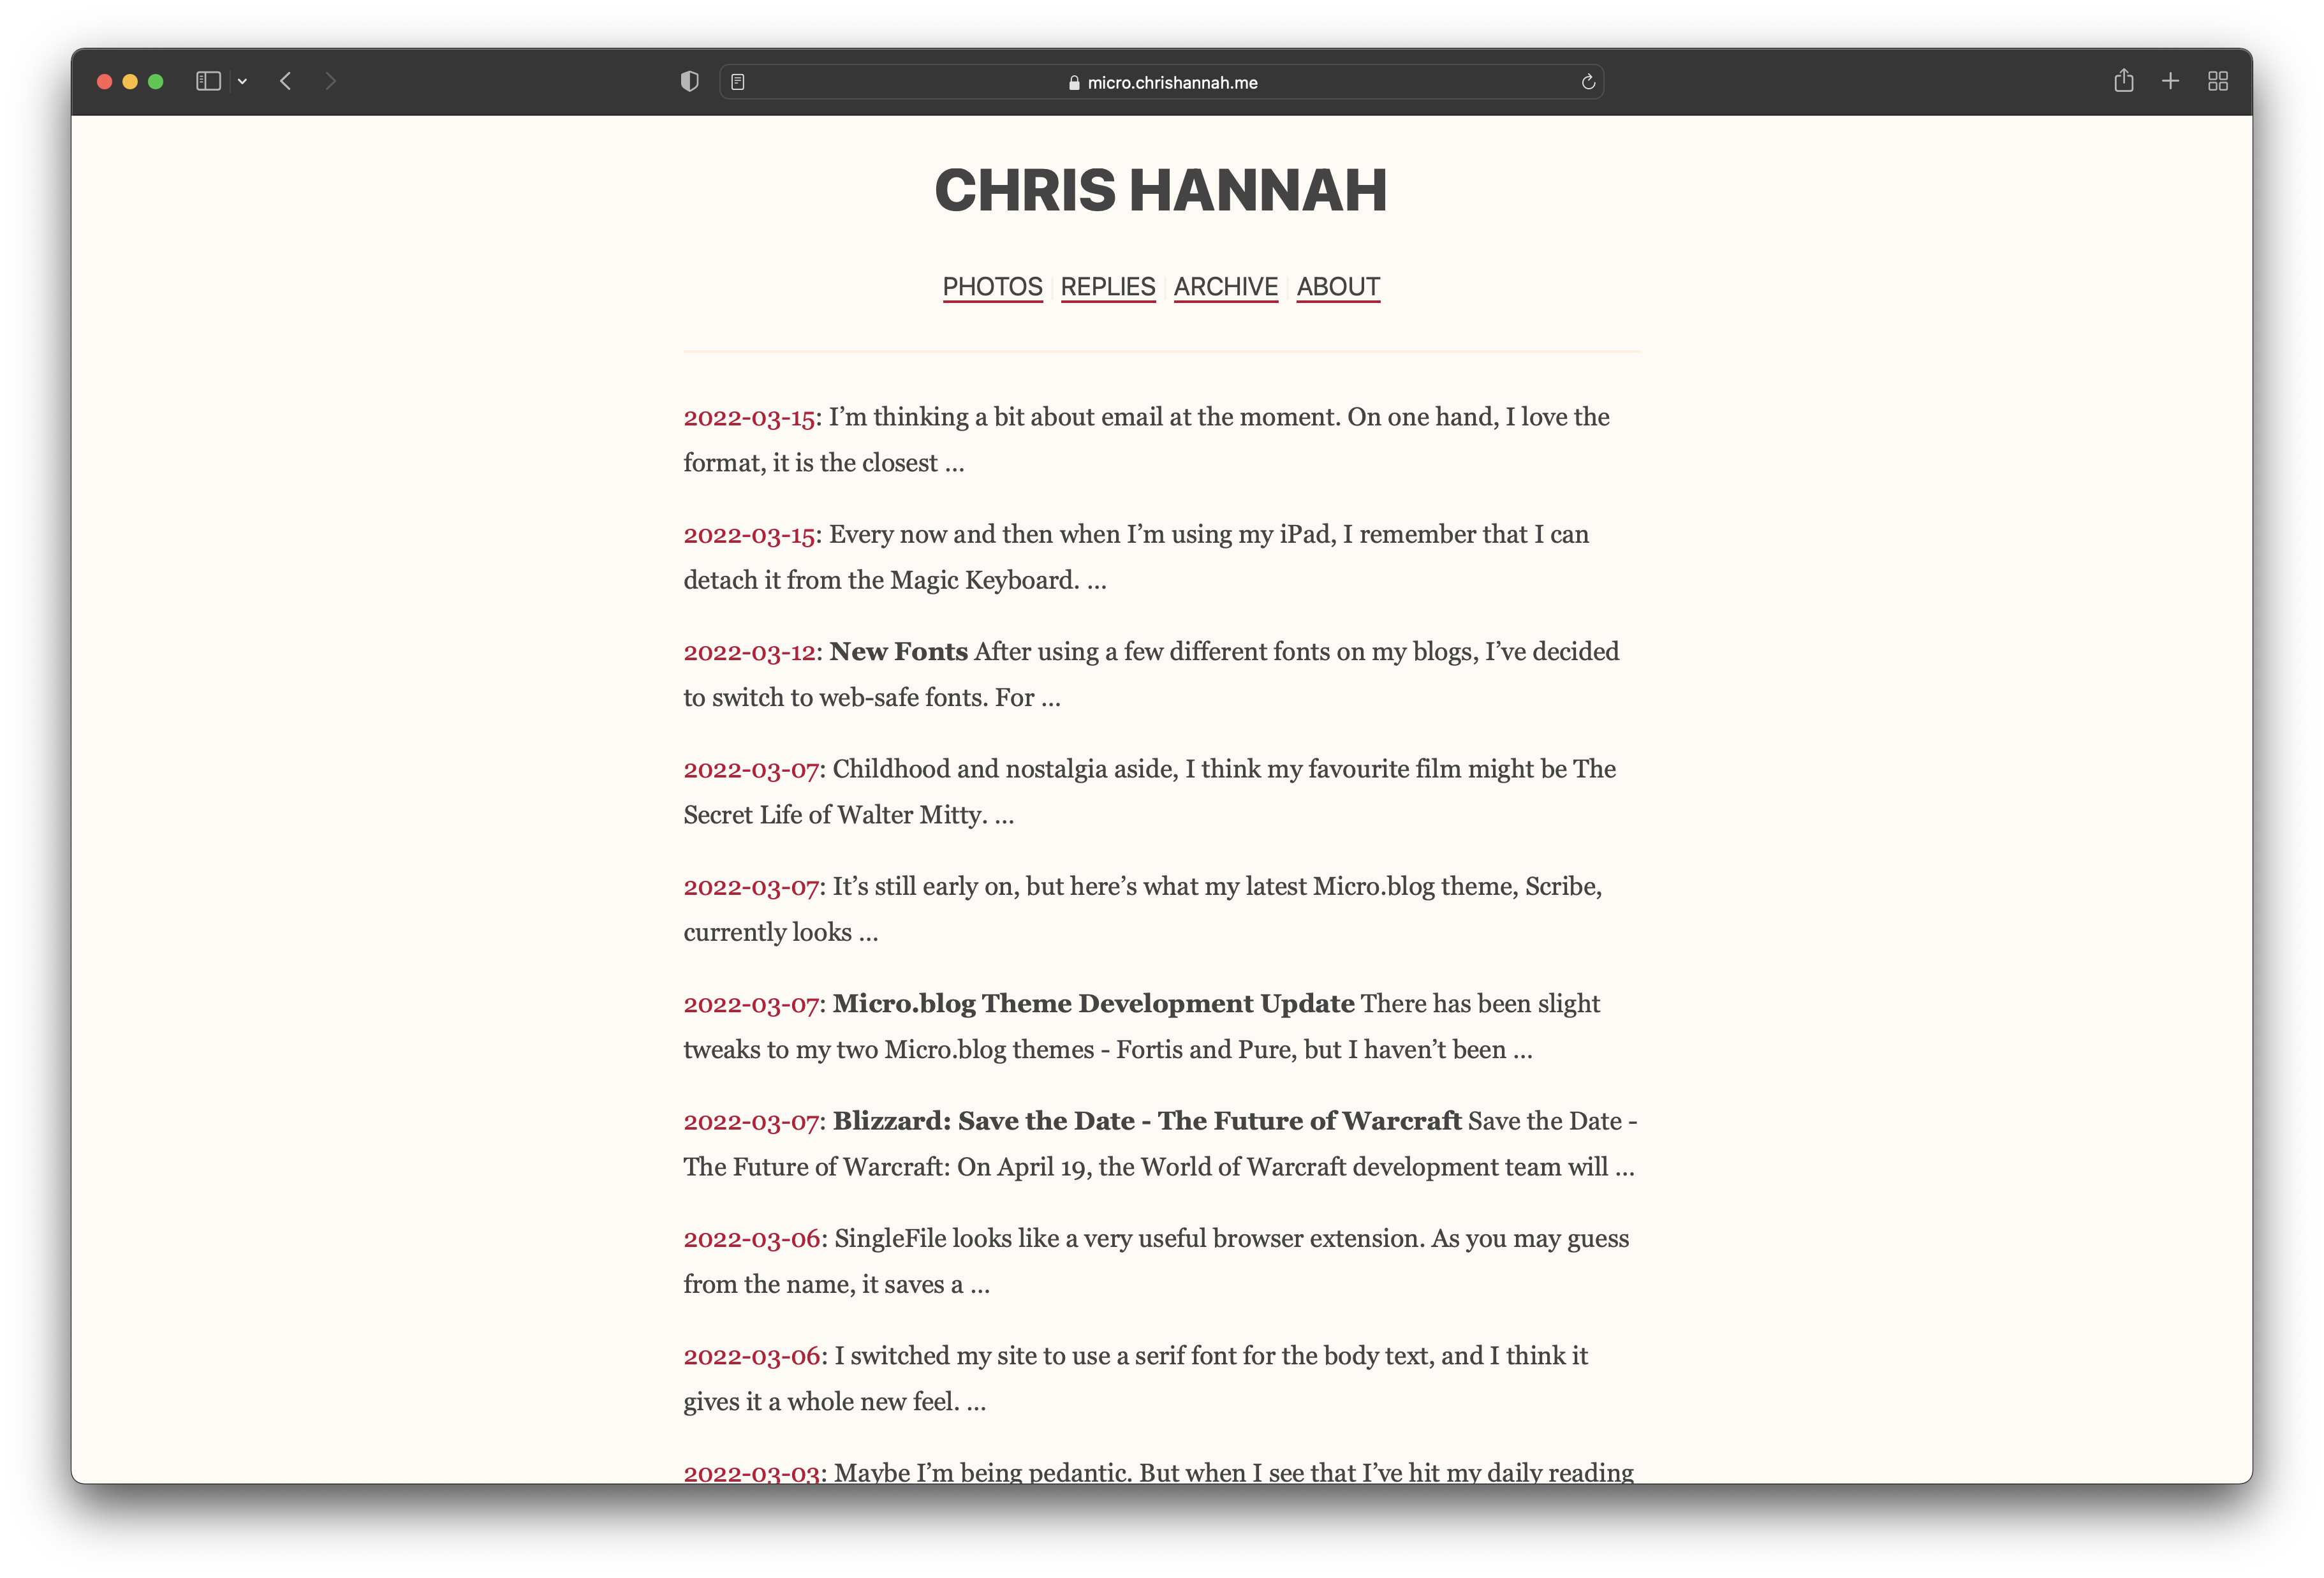 micro.chrishannah.me
CHRIS HANNAH
PHOTOS REPLIES ARCHIVE ABOUT
2022-03-15: I’m thinking a bit about email at the moment. On one hand, I love the
format, it is the closest ...
2022-03-15: Every now and then when I’m using my iPad, I remember that I can
detach it from the Magic Keyboard. ...
2022-03-12: New Fonts After using a few different fonts on my blogs, I’ve decided
to switch to web-safe fonts. For ...
2022-03-07: Childhood and nostalgia aside, I think my favourite film might be The
Secret Life of Walter Mitty. ...
2022-03-07: It’s still early on, but here’s what my latest Micro.blog theme, Scribe,
currently looks ...
2022-03-07: Micro.blog Theme Development Update There has been slight
tweaks to my two Micro.blog themes - Fortis and Pure, but I haven’t been ...
2022-03-07: Blizzard: Save the Date - The Future of Warcraft Save the Date -
The Future of Warcraft: On April 19, the World of Warcraft development team will ...
2022-03-06: SingleFile looks like a very useful browser extension. As you may guess
from the name, it saves a ...
2022-03-06: I switched my site to use a serif font for the body text, and I think it
gives it a whole new feel. ...
2022-03-03: Maybe I’m being pedantic. But when I see that I’ve hit my daily reading